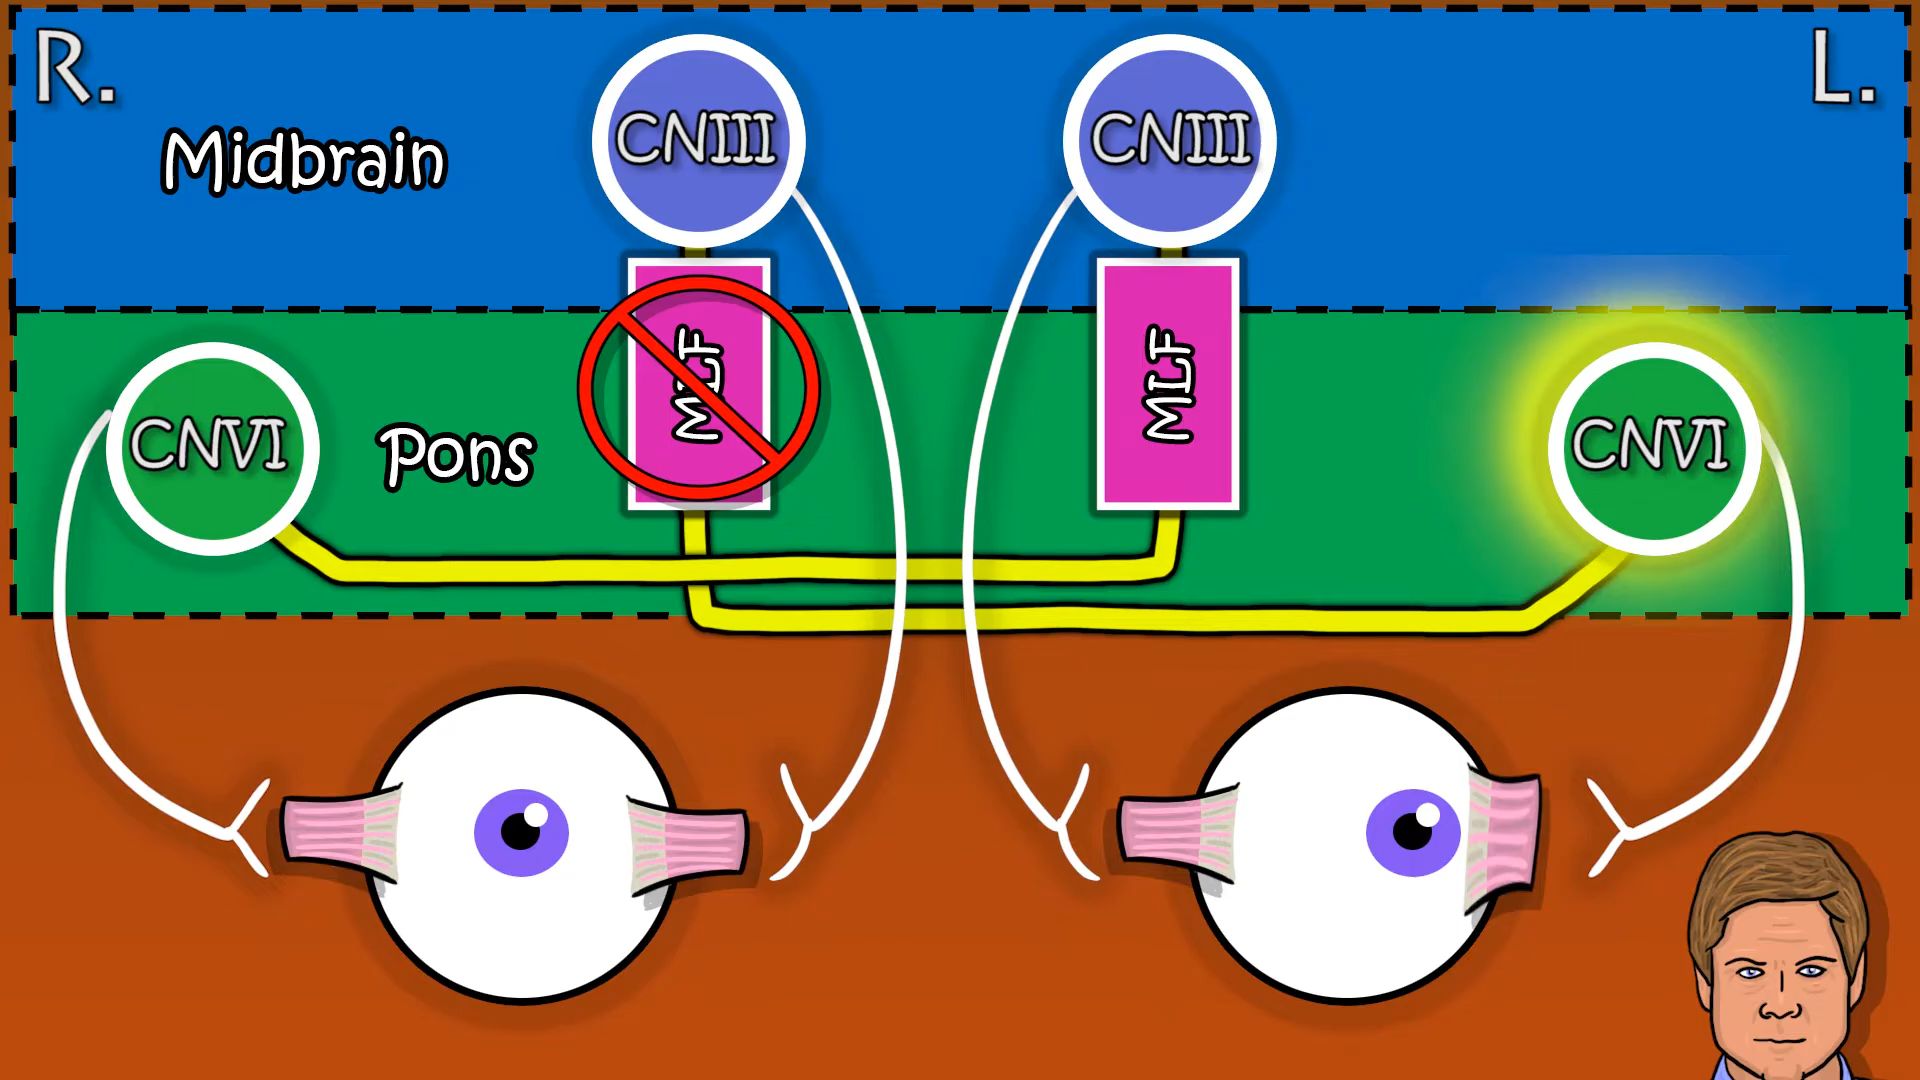 R.
L.
CNIII
CNIII
Midbrain
MLF
MLF
CNVI
Pons
CNVI